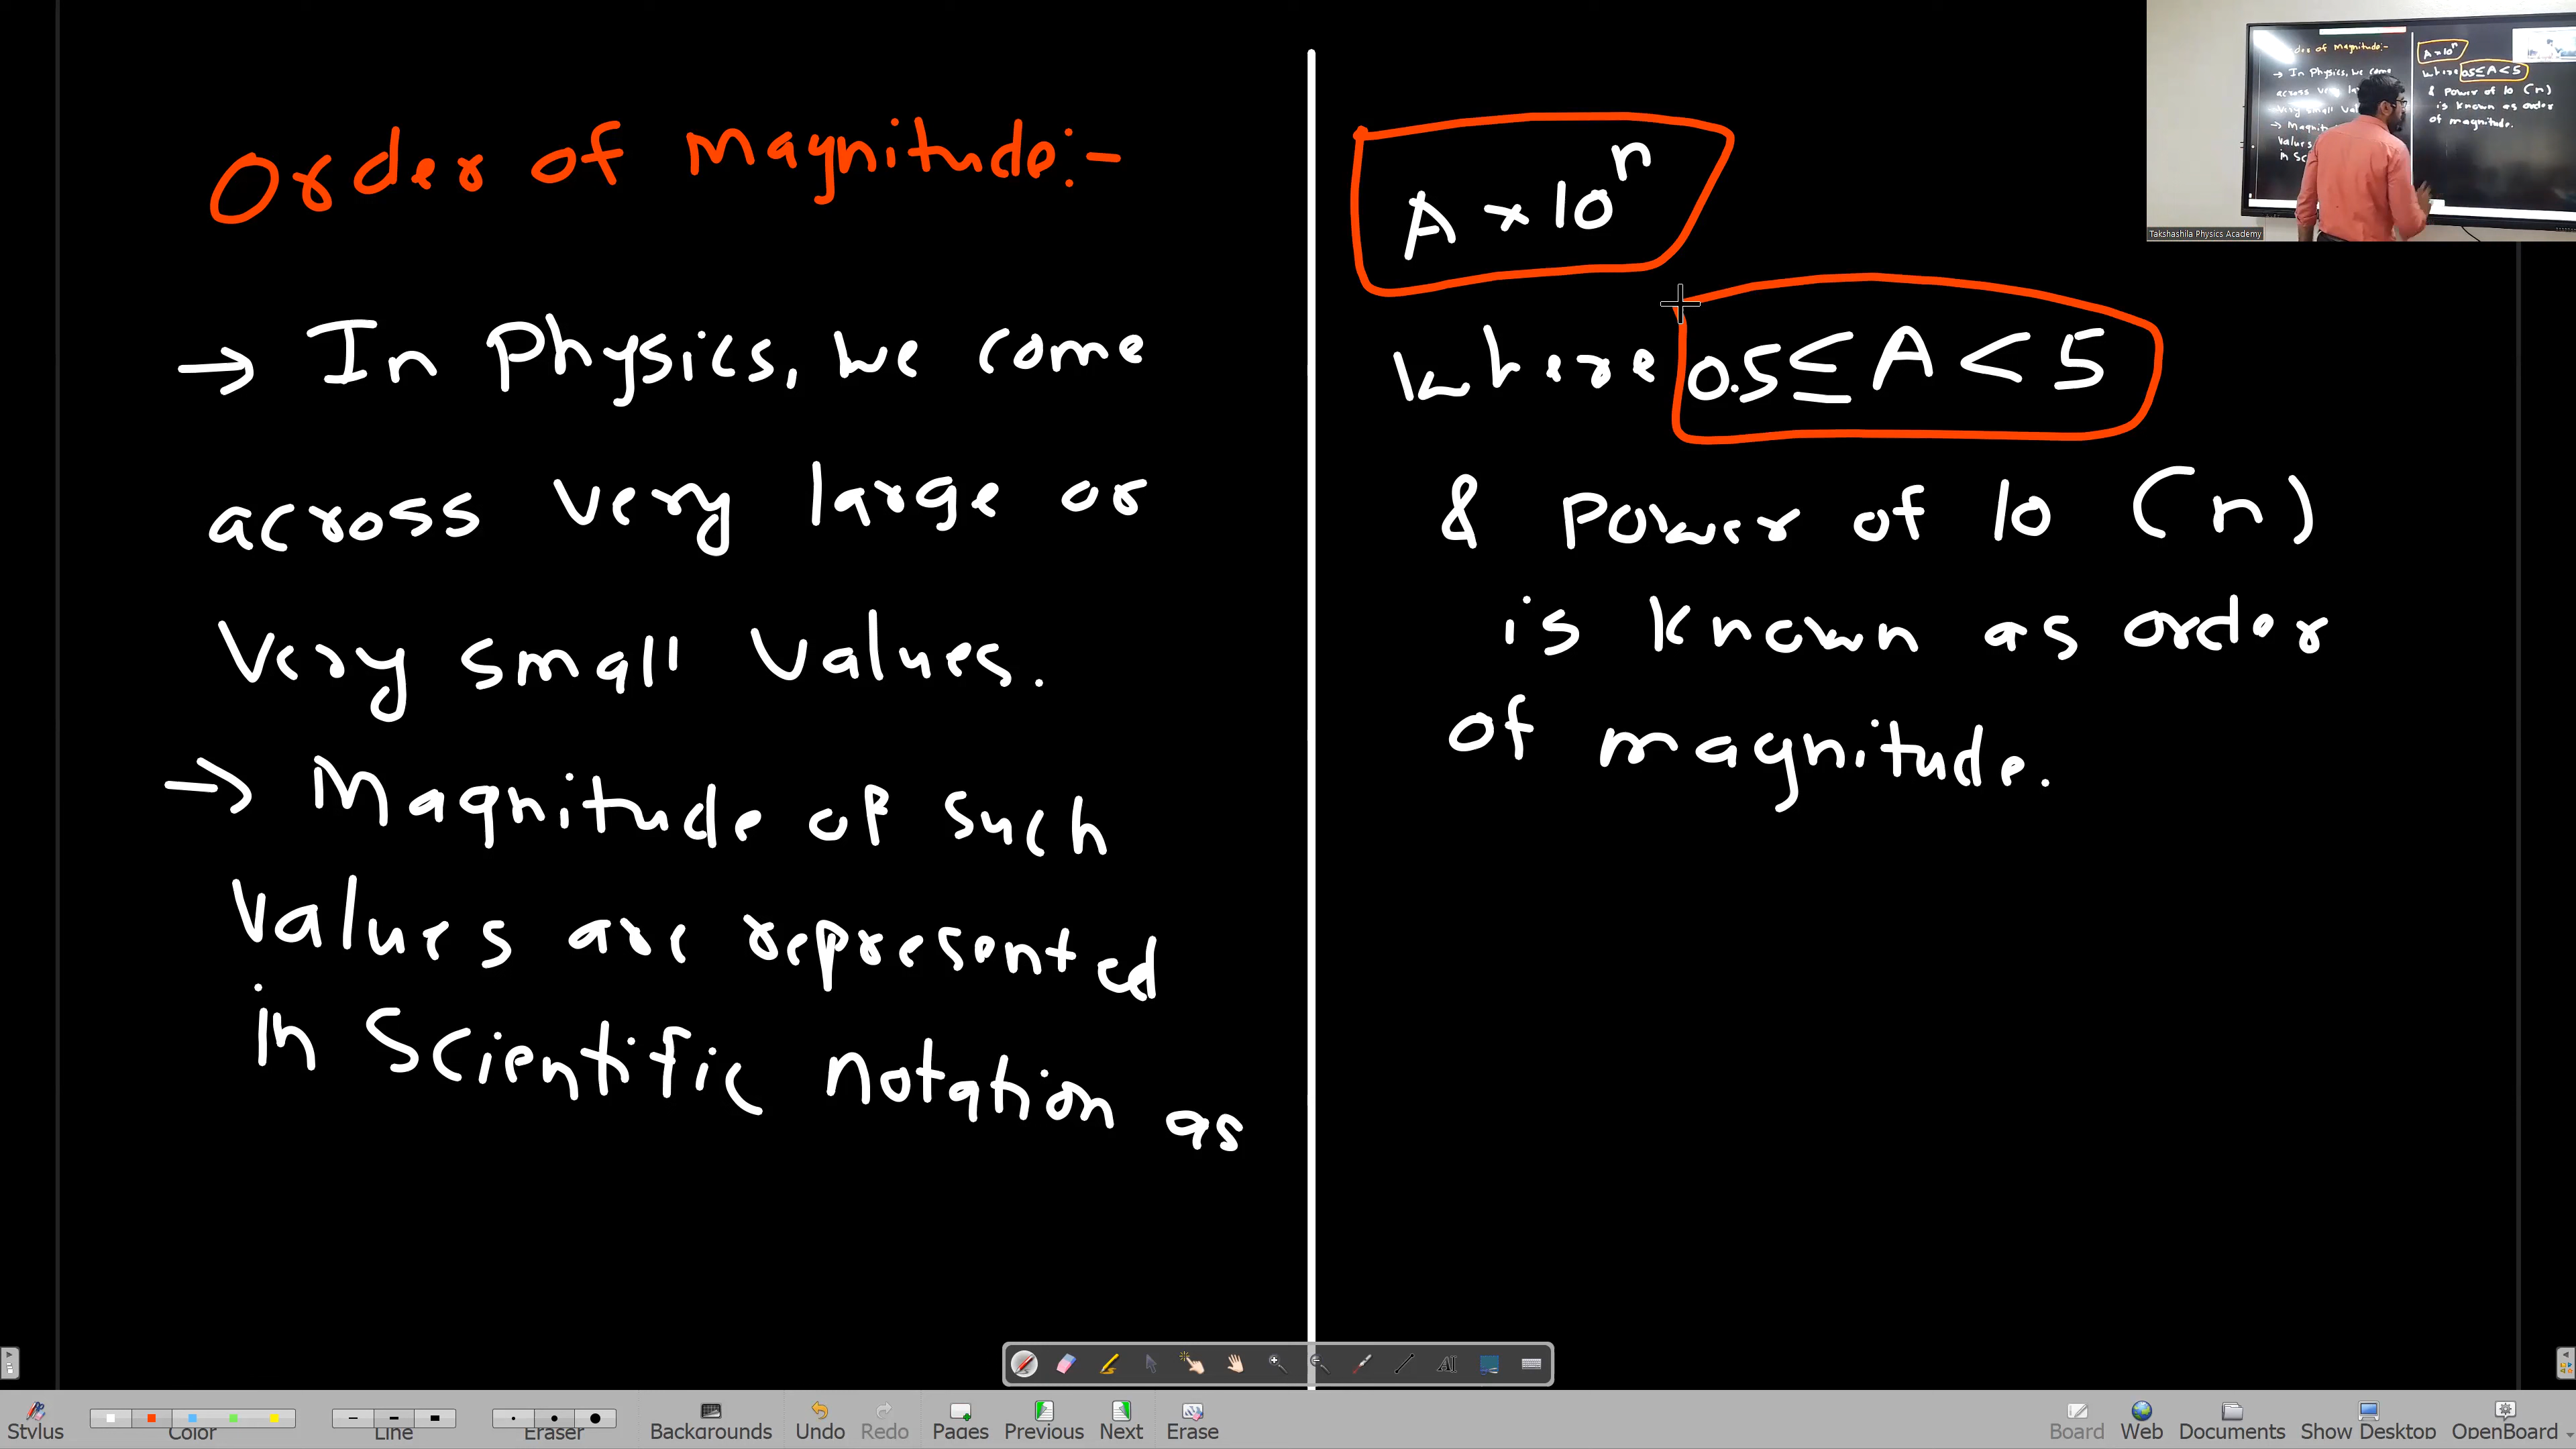 Order of Magnitude:-
→ In Physics, we come
across very large or
very small values.
→ Magnitude of such
values are represented
in Scientific notation as
A × 10ⁿ
where 0.5 ≤ A < 5
& Power of 10 (n)
is known as order
of magnitude.
Takshashila Physics Academy
Stylus
Color
Line
Eraser
Backgrounds
Undo
Redo
Pages
Previous
Next
Erase
Board
Web
Documents
Show Desktop
OpenBoard